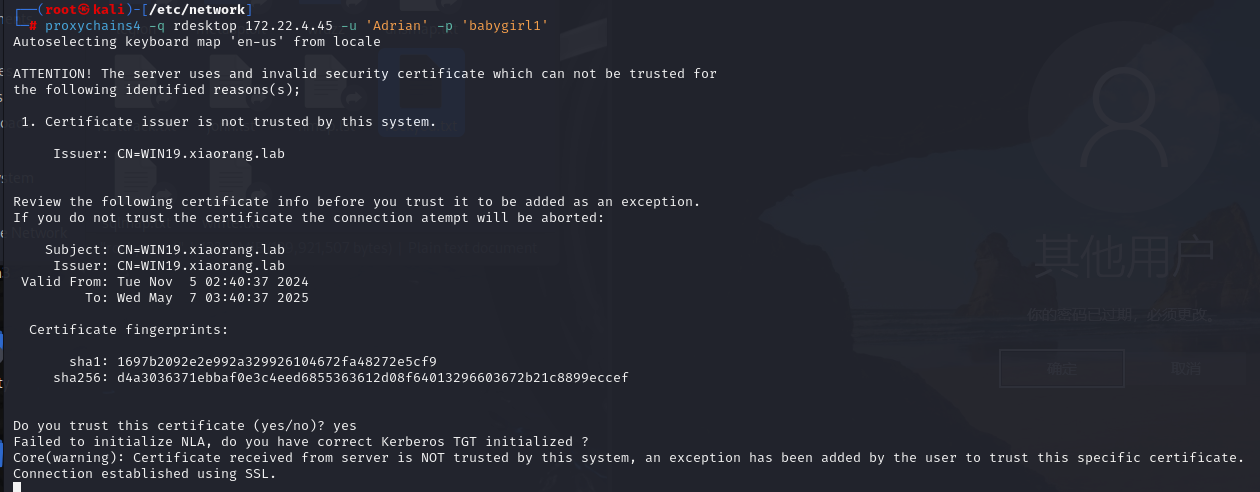 ┌──(root㉿kali)-[/etc/network]
└─# proxychains4 -q rdesktop 172.22.4.45 -u 'Adrian' -p 'babygirl1'
Autoselecting keyboard map 'en-us' from locale
ATTENTION! The server uses and invalid security certificate which can not be trusted for
the following identified reasons(s);
1. Certificate issuer is not trusted by this system.
Issuer: CN=WIN19.xiaorang.lab
Review the following certificate info before you trust it to be added as an exception.
If you do not trust the certificate the connection atempt will be aborted:
Subject: CN=WIN19.xiaorang.lab
Issuer: CN=WIN19.xiaorang.lab
Valid From: Tue Nov  5 02:40:37 2024
To: Wed May  7 03:40:37 2025
Certificate fingerprints:
sha1: 1697b2092e2e992a329926104672fa48272e5cf9
sha256: d4a3036371ebbaf0e3c4eed6855363612d08f64013296603672b21c8899eccef
Do you trust this certificate (yes/no)? yes
Failed to initialize NLA, do you have correct Kerberos TGT initialized ?
Core(warning): Certificate received from server is NOT trusted by this system, an exception has been added by the user to trust this specific certificate.
Connection established using SSL.
其他用户
你的密码已过期，必须更改。
确定
取消